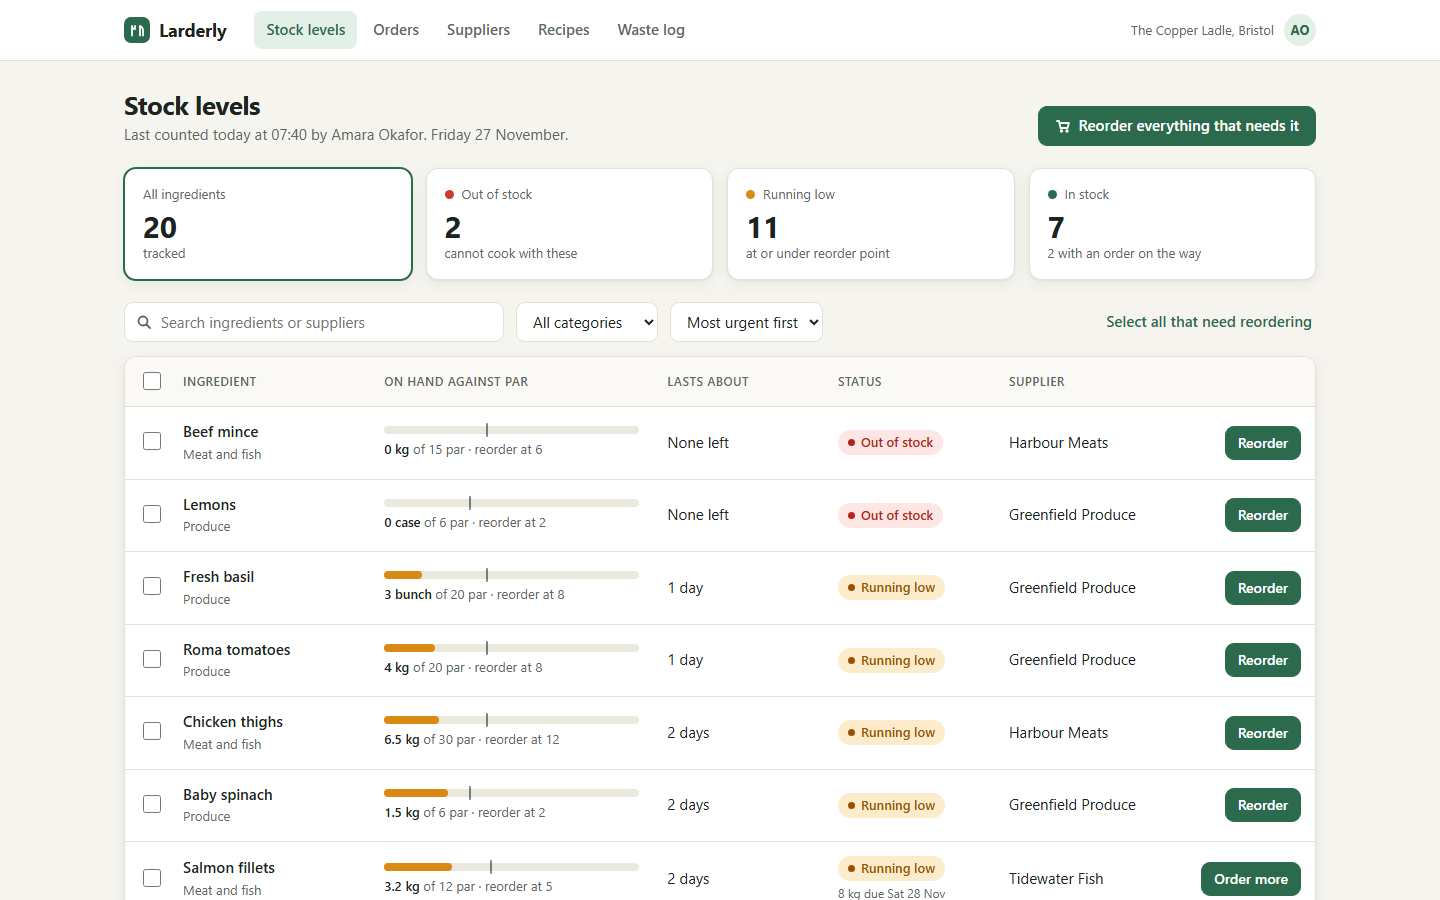 Larderly
Stock levels
Orders
Suppliers
Recipes
Waste log
The Copper Ladle, Bristol
AO
Stock levels
Last counted today at 07:40 by Amara Okafor. Friday 27 November.
Reorder everything that needs it
All ingredients
20
tracked
Out of stock
2
cannot cook with these
Running low
11
at or under reorder point
In stock
7
2 with an order on the way
Search ingredients or suppliers
All categories
Most urgent first
Select all that need reordering
INGREDIENT
ON HAND AGAINST PAR
LASTS ABOUT
STATUS
SUPPLIER
Beef mince
Meat and fish
0 kg of 15 par · reorder at 6
None left
Out of stock
Harbour Meats
Reorder
Lemons
Produce
0 case of 6 par · reorder at 2
None left
Out of stock
Greenfield Produce
Reorder
Fresh basil
Produce
3 bunch of 20 par · reorder at 8
1 day
Running low
Greenfield Produce
Reorder
Roma tomatoes
Produce
4 kg of 20 par · reorder at 8
1 day
Running low
Greenfield Produce
Reorder
Chicken thighs
Meat and fish
6.5 kg of 30 par · reorder at 12
2 days
Running low
Harbour Meats
Reorder
Baby spinach
Produce
1.5 kg of 6 par · reorder at 2
2 days
Running low
Greenfield Produce
Reorder
Salmon fillets
Meat and fish
3.2 kg of 12 par · reorder at 5
2 days
Running low
8 kg due Sat 28 Nov
Tidewater Fish
Order more